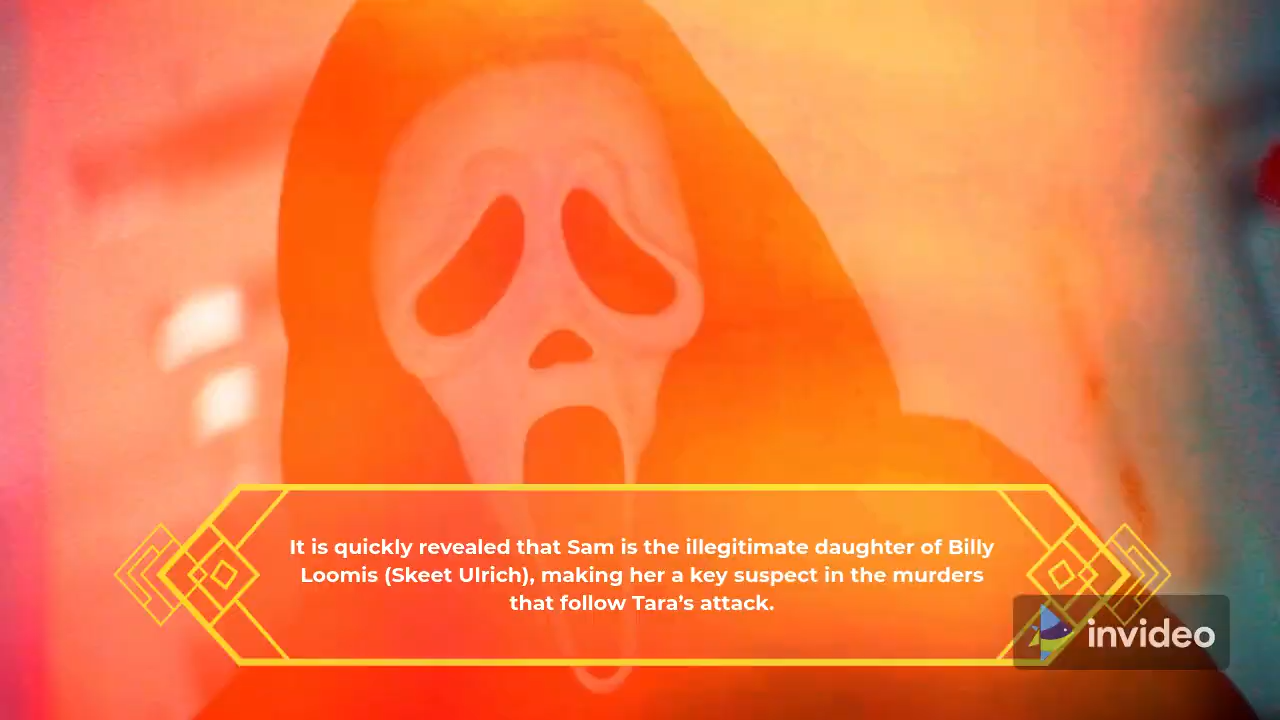 It is quickly revealed that Sam is the illegitimate daughter of Billy
Loomis (Skeet Ulrich), making her a key suspect in the murders
that follow Tara’s attack.
invideo